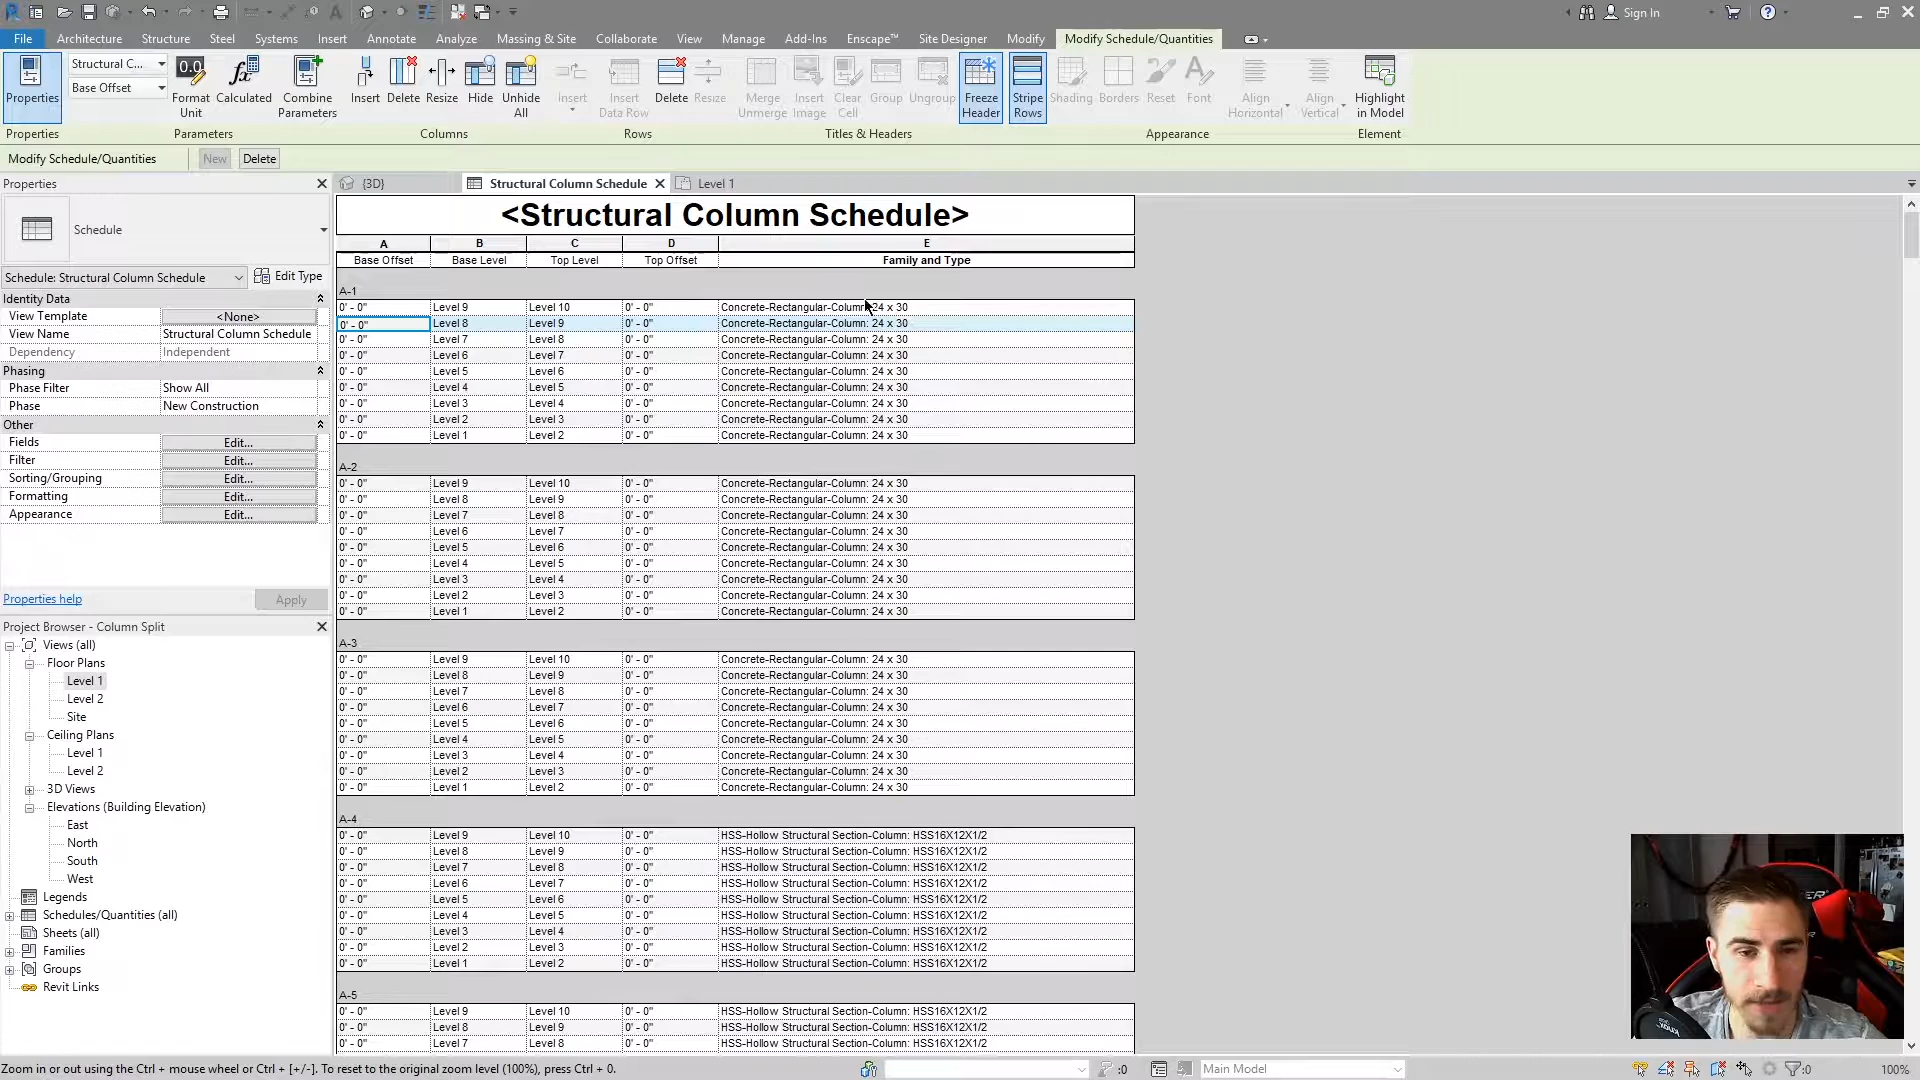 Sign In
File Architecture Structure Steel Systems Insert Annotate Analyze Massing & Site Collaborate View Manage Add-Ins Enscape™ Site Designer Modify Modify Schedule/Quantities
Structural C...
Base Offset
Properties
Format Unit
Calculated
Combine Parameters
Insert Delete Resize Hide
Unhide All
Insert
Insert Data Row
Delete Resize
Merge Unmerge
Insert Image
Clear Cell
Group Ungroup
Freeze Header
Stripe Rows
Shading Borders Reset Font
Align Horizontal
Align Vertical
Highlight in Model
Properties Parameters Columns Rows Titles & Headers Appearance Element
Modify Schedule/Quantities New Delete
Properties
Schedule
Schedule: Structural Column Schedule Edit Type
Identity Data
View Template <None>
View Name Structural Column Schedule
Dependency Independent
Phasing
Phase Filter Show All
Phase New Construction
Other
Fields Edit...
Filter Edit...
Sorting/Grouping Edit...
Formatting Edit...
Appearance Edit...
Properties help Apply
Project Browser - Column Split
Views (all)
Floor Plans
Level 1
Level 2
Site
Ceiling Plans
Level 1
Level 2
3D Views
Elevations (Building Elevation)
East
North
South
West
Legends
Schedules/Quantities (all)
Sheets (all)
Families
Groups
Revit Links
{3D} Structural Column Schedule Level 1
<Structural Column Schedule>
A B C D E
Base Offset Base Level Top Level Top Offset Family and Type
A-1
0' - 0" Level 9 Level 10 0' - 0" Concrete-Rectangular-Column: 24 x 30
0' - 0" Level 8 Level 9 0' - 0" Concrete-Rectangular-Column: 24 x 30
0' - 0" Level 7 Level 8 0' - 0" Concrete-Rectangular-Column: 24 x 30
0' - 0" Level 6 Level 7 0' - 0" Concrete-Rectangular-Column: 24 x 30
0' - 0" Level 5 Level 6 0' - 0" Concrete-Rectangular-Column: 24 x 30
0' - 0" Level 4 Level 5 0' - 0" Concrete-Rectangular-Column: 24 x 30
0' - 0" Level 3 Level 4 0' - 0" Concrete-Rectangular-Column: 24 x 30
0' - 0" Level 2 Level 3 0' - 0" Concrete-Rectangular-Column: 24 x 30
0' - 0" Level 1 Level 2 0' - 0" Concrete-Rectangular-Column: 24 x 30
A-2
0' - 0" Level 9 Level 10 0' - 0" Concrete-Rectangular-Column: 24 x 30
0' - 0" Level 8 Level 9 0' - 0" Concrete-Rectangular-Column: 24 x 30
0' - 0" Level 7 Level 8 0' - 0" Concrete-Rectangular-Column: 24 x 30
0' - 0" Level 6 Level 7 0' - 0" Concrete-Rectangular-Column: 24 x 30
0' - 0" Level 5 Level 6 0' - 0" Concrete-Rectangular-Column: 24 x 30
0' - 0" Level 4 Level 5 0' - 0" Concrete-Rectangular-Column: 24 x 30
0' - 0" Level 3 Level 4 0' - 0" Concrete-Rectangular-Column: 24 x 30
0' - 0" Level 2 Level 3 0' - 0" Concrete-Rectangular-Column: 24 x 30
0' - 0" Level 1 Level 2 0' - 0" Concrete-Rectangular-Column: 24 x 30
A-3
0' - 0" Level 9 Level 10 0' - 0" Concrete-Rectangular-Column: 24 x 30
0' - 0" Level 8 Level 9 0' - 0" Concrete-Rectangular-Column: 24 x 30
0' - 0" Level 7 Level 8 0' - 0" Concrete-Rectangular-Column: 24 x 30
0' - 0" Level 6 Level 7 0' - 0" Concrete-Rectangular-Column: 24 x 30
0' - 0" Level 5 Level 6 0' - 0" Concrete-Rectangular-Column: 24 x 30
0' - 0" Level 4 Level 5 0' - 0" Concrete-Rectangular-Column: 24 x 30
0' - 0" Level 3 Level 4 0' - 0" Concrete-Rectangular-Column: 24 x 30
0' - 0" Level 2 Level 3 0' - 0" Concrete-Rectangular-Column: 24 x 30
0' - 0" Level 1 Level 2 0' - 0" Concrete-Rectangular-Column: 24 x 30
A-4
0' - 0" Level 9 Level 10 0' - 0" HSS-Hollow Structural Section-Column: HSS16X12X1/2
0' - 0" Level 8 Level 9 0' - 0" HSS-Hollow Structural Section-Column: HSS16X12X1/2
0' - 0" Level 7 Level 8 0' - 0" HSS-Hollow Structural Section-Column: HSS16X12X1/2
0' - 0" Level 6 Level 7 0' - 0" HSS-Hollow Structural Section-Column: HSS16X12X1/2
0' - 0" Level 5 Level 6 0' - 0" HSS-Hollow Structural Section-Column: HSS16X12X1/2
0' - 0" Level 4 Level 5 0' - 0" HSS-Hollow Structural Section-Column: HSS16X12X1/2
0' - 0" Level 3 Level 4 0' - 0" HSS-Hollow Structural Section-Column: HSS16X12X1/2
0' - 0" Level 2 Level 3 0' - 0" HSS-Hollow Structural Section-Column: HSS16X12X1/2
0' - 0" Level 1 Level 2 0' - 0" HSS-Hollow Structural Section-Column: HSS16X12X1/2
A-5
0' - 0" Level 9 Level 10 0' - 0" HSS-Hollow Structural Section-Column: HSS16X12X1/2
0' - 0" Level 8 Level 9 0' - 0" HSS-Hollow Structural Section-Column: HSS16X12X1/2
0' - 0" Level 7 Level 8 0' - 0" HSS-Hollow Structural Section-Column: HSS16X12X1/2
Zoom in or out using the Ctrl + mouse wheel or Ctrl + [+/-]. To reset to the original zoom level (100%), press Ctrl + 0. :0 Main Model :0 100%